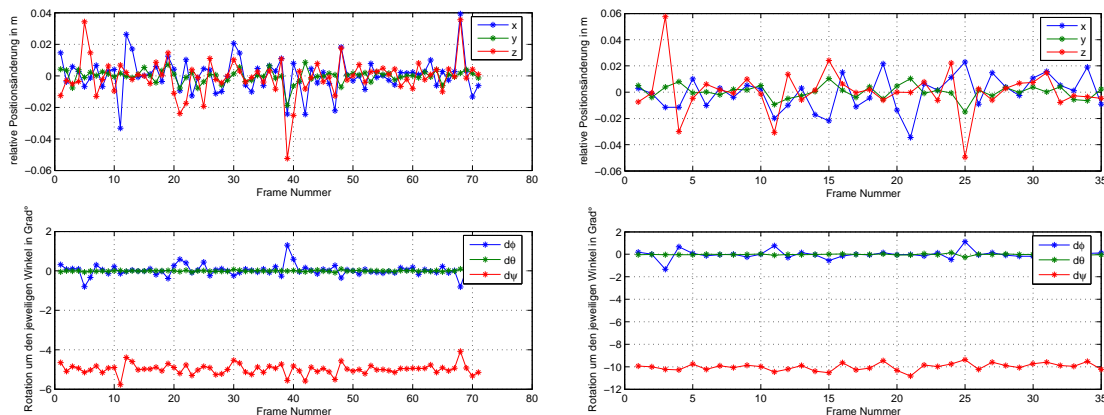 0.04
0.02
0
−0.02
−0.04
−0.06
0 10 20 30 40 50 60 70 80
Frame Nummer
relative Positionsänderung in m
x
y
z
0.06
0.04
0.02
0
−0.02
−0.04
−0.06
0 5 10 15 20 25 30 35
Frame Nummer
relative Positionsänderung in m
x
y
z
2
0
−2
−4
−6
0 10 20 30 40 50 60 70 80
Frame Nummer
Rotation um den jeweiligen Winkel in Grad°
dϕ
dθ
dψ
2
0
−2
−4
−6
−8
−10
−12
0 5 10 15 20 25 30 35
Frame Nummer
Rotation um den jeweiligen Winkel in Grad°
dϕ
dθ
dψ